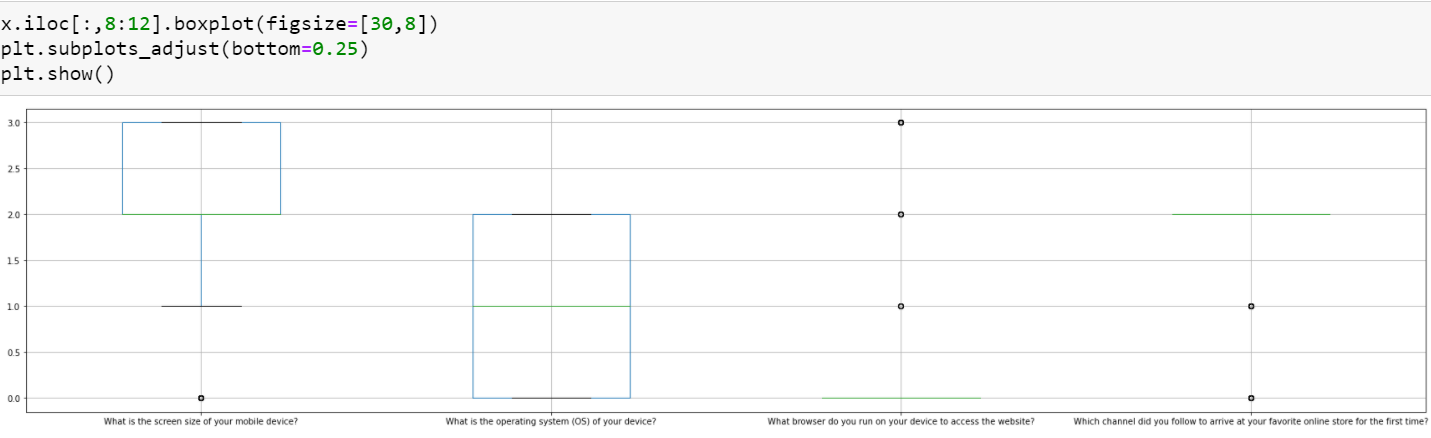 x.iloc[:,8:12].boxplot(figsize=[30,8])
plt.subplots_adjust(bottom=0.25)
plt.show()
3.0
2.5
2.0
1.5
1.0
0.5
0.0
What is the screen size of your mobile device?
What is the operating system (OS) of your device?
What browser do you run on your device to access the website?
Which channel did you follow to arrive at your favorite online store for the first time?